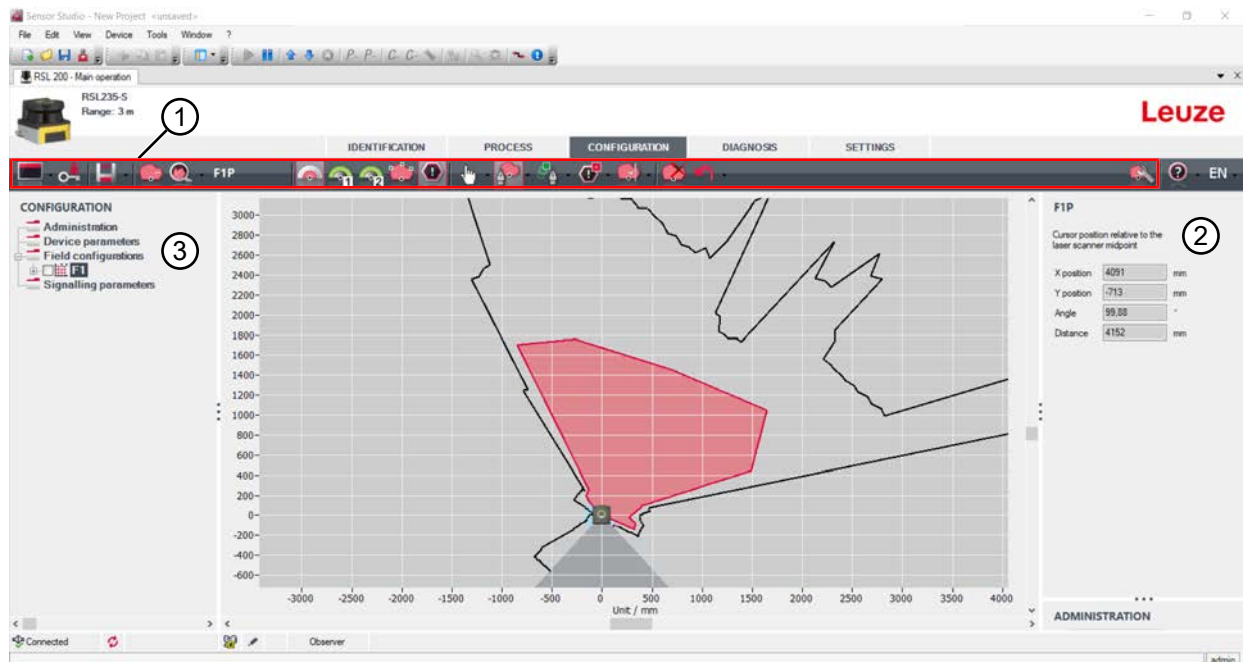 Sensor Studio - New Project <unsaved>
File Edit View Device Tools Window ?
P- P- C- C-
RSL 200 - Main operation
RSL235-S
Range: 3 m
1
Leuze
IDENTIFICATION PROCESS CONFIGURATION DIAGNOSIS SETTINGS
F1P 1 2 EN
CONFIGURATION
Administration
Device parameters
Field configurations
F1
Signalling parameters
3
3000
2800
2600
2400
2200
2000
1800
1600
1400
1200
1000
800
600
400
200
0
-200
-400
-600
-3000 -2500 -2000 -1500 -1000 -500 0 500 1000 1500 2000 2500 3000 3500 4000
Unit / mm
F1P
Cursor position relative to the
laser scanner midpoint
2
X position 4091 mm
Y position -713 mm
Angle 99,88 °
Distance 4152 mm
ADMINISTRATION
Connected Observer
admin